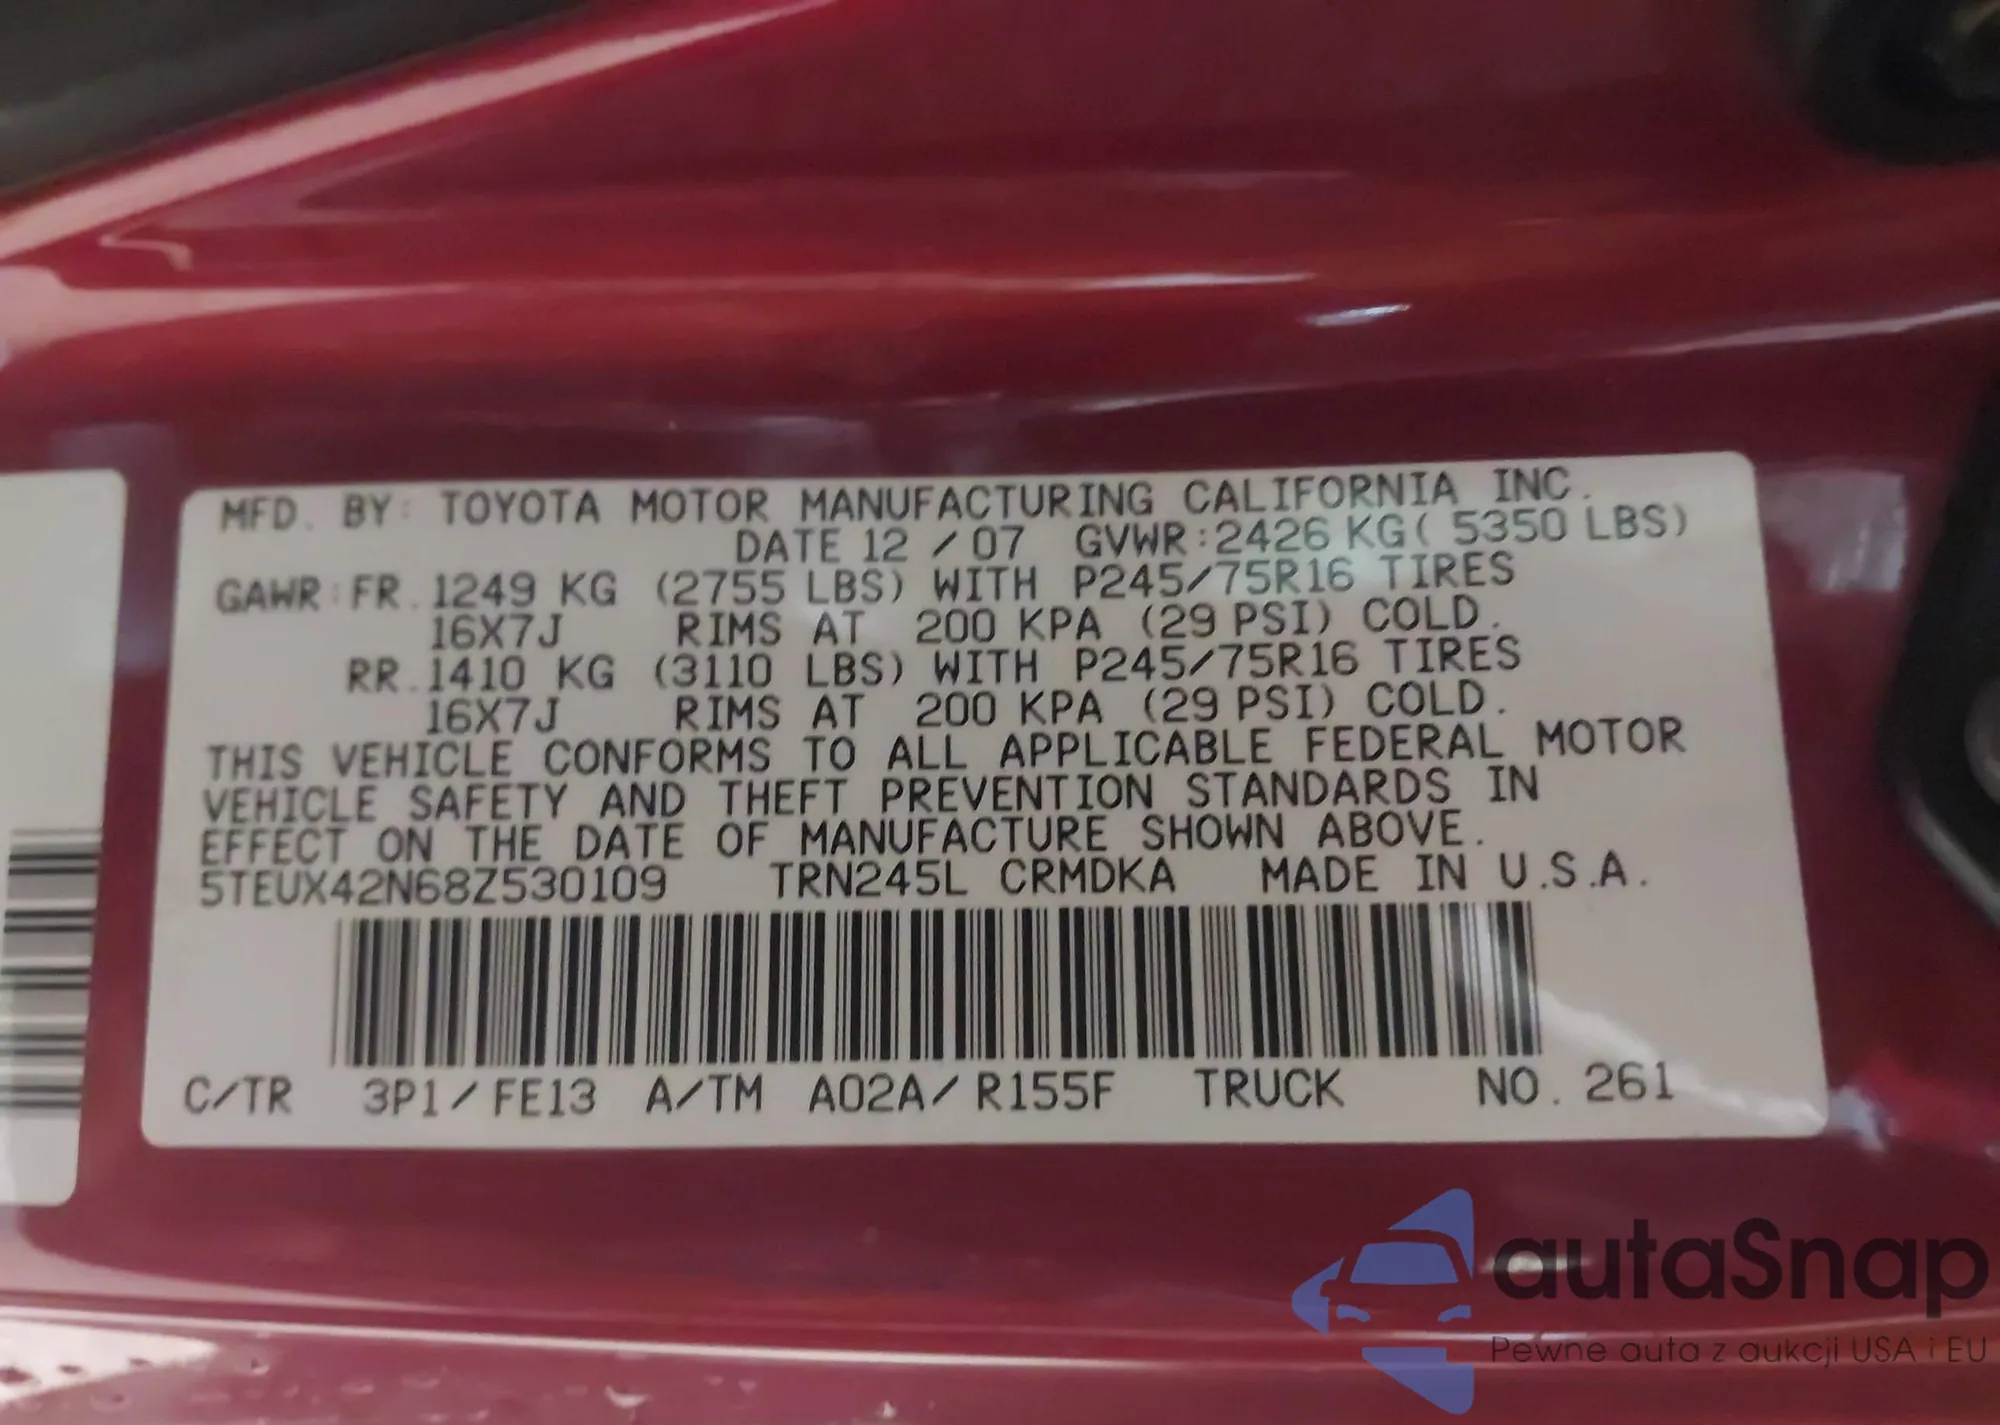 MFD. BY: TOYOTA MOTOR MANUFACTURING CALIFORNIA INC.
DATE 12 / 07 GVWR:2426 KG( 5350 LBS)
GAWR:FR. 1249 KG (2755 LBS) WITH P245/75R16 TIRES
16X7J RIMS AT 200 KPA (29 PSI) COLD.
RR. 1410 KG (3110 LBS) WITH P245/75R16 TIRES
16X7J RIMS AT 200 KPA (29 PSI) COLD.
THIS VEHICLE CONFORMS TO ALL APPLICABLE FEDERAL MOTOR
VEHICLE SAFETY AND THEFT PREVENTION STANDARDS IN
EFFECT ON THE DATE OF MANUFACTURE SHOWN ABOVE.
5TEUX42N68Z530109 TRN245L CRMDKA MADE IN U.S.A.
C/TR 3P1/FE13 A/TM A02A/R155F TRUCK NO. 261
autaSnap
Pewne auta z aukcji USA i EU